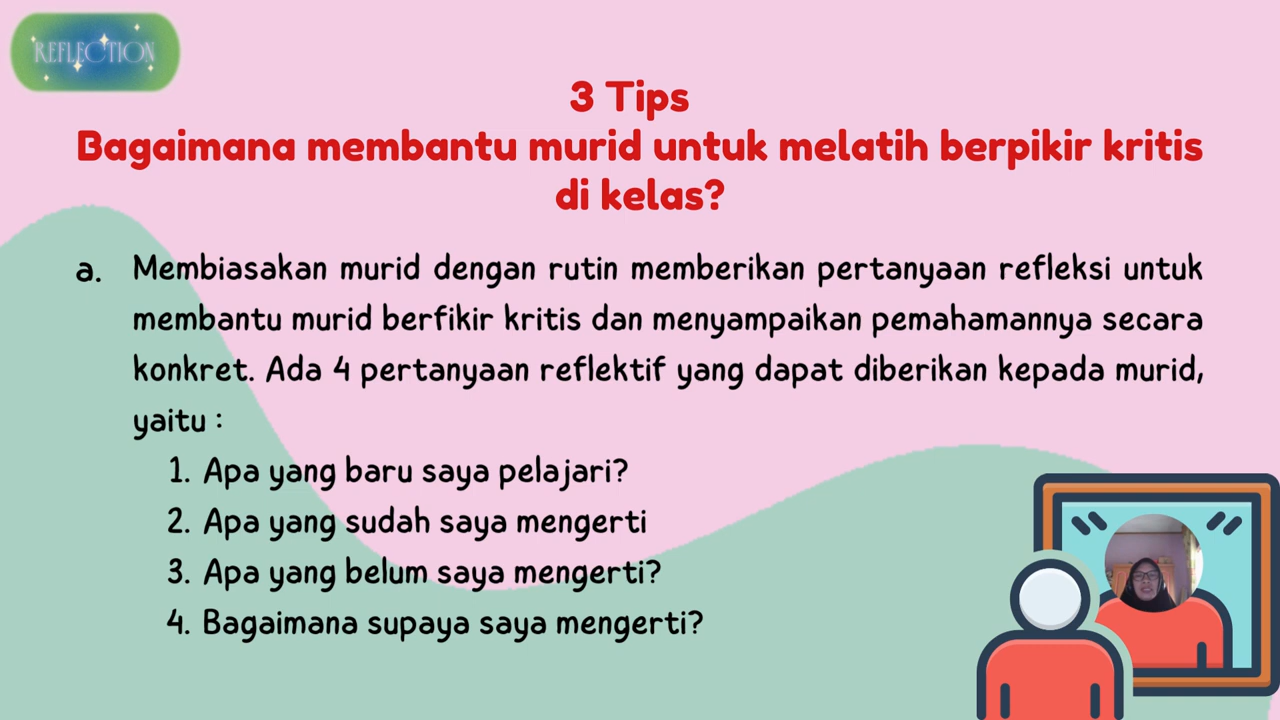 REFLECTION
3 Tips
Bagaimana membantu murid untuk melatih berpikir kritis
di kelas?
a. Membiasakan murid dengan rutin memberikan pertanyaan refleksi untuk
membantu murid berfikir kritis dan menyampaikan pemahamannya secara
konkret. Ada 4 pertanyaan reflektif yang dapat diberikan kepada murid,
yaitu :
1. Apa yang baru saya pelajari?
2. Apa yang sudah saya mengerti
3. Apa yang belum saya mengerti?
4. Bagaimana supaya saya mengerti?